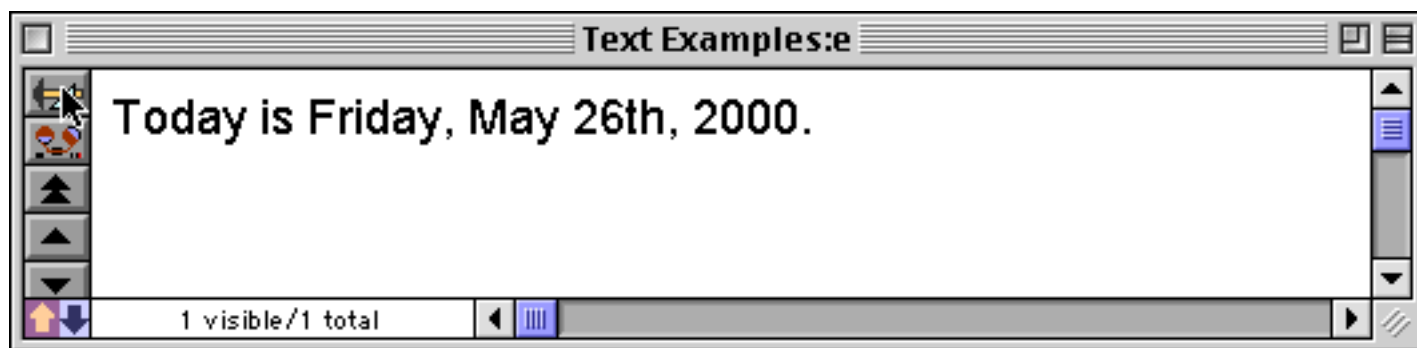 Text Examples:e
Today is Friday, May 26th, 2000.
1 visible/1 total